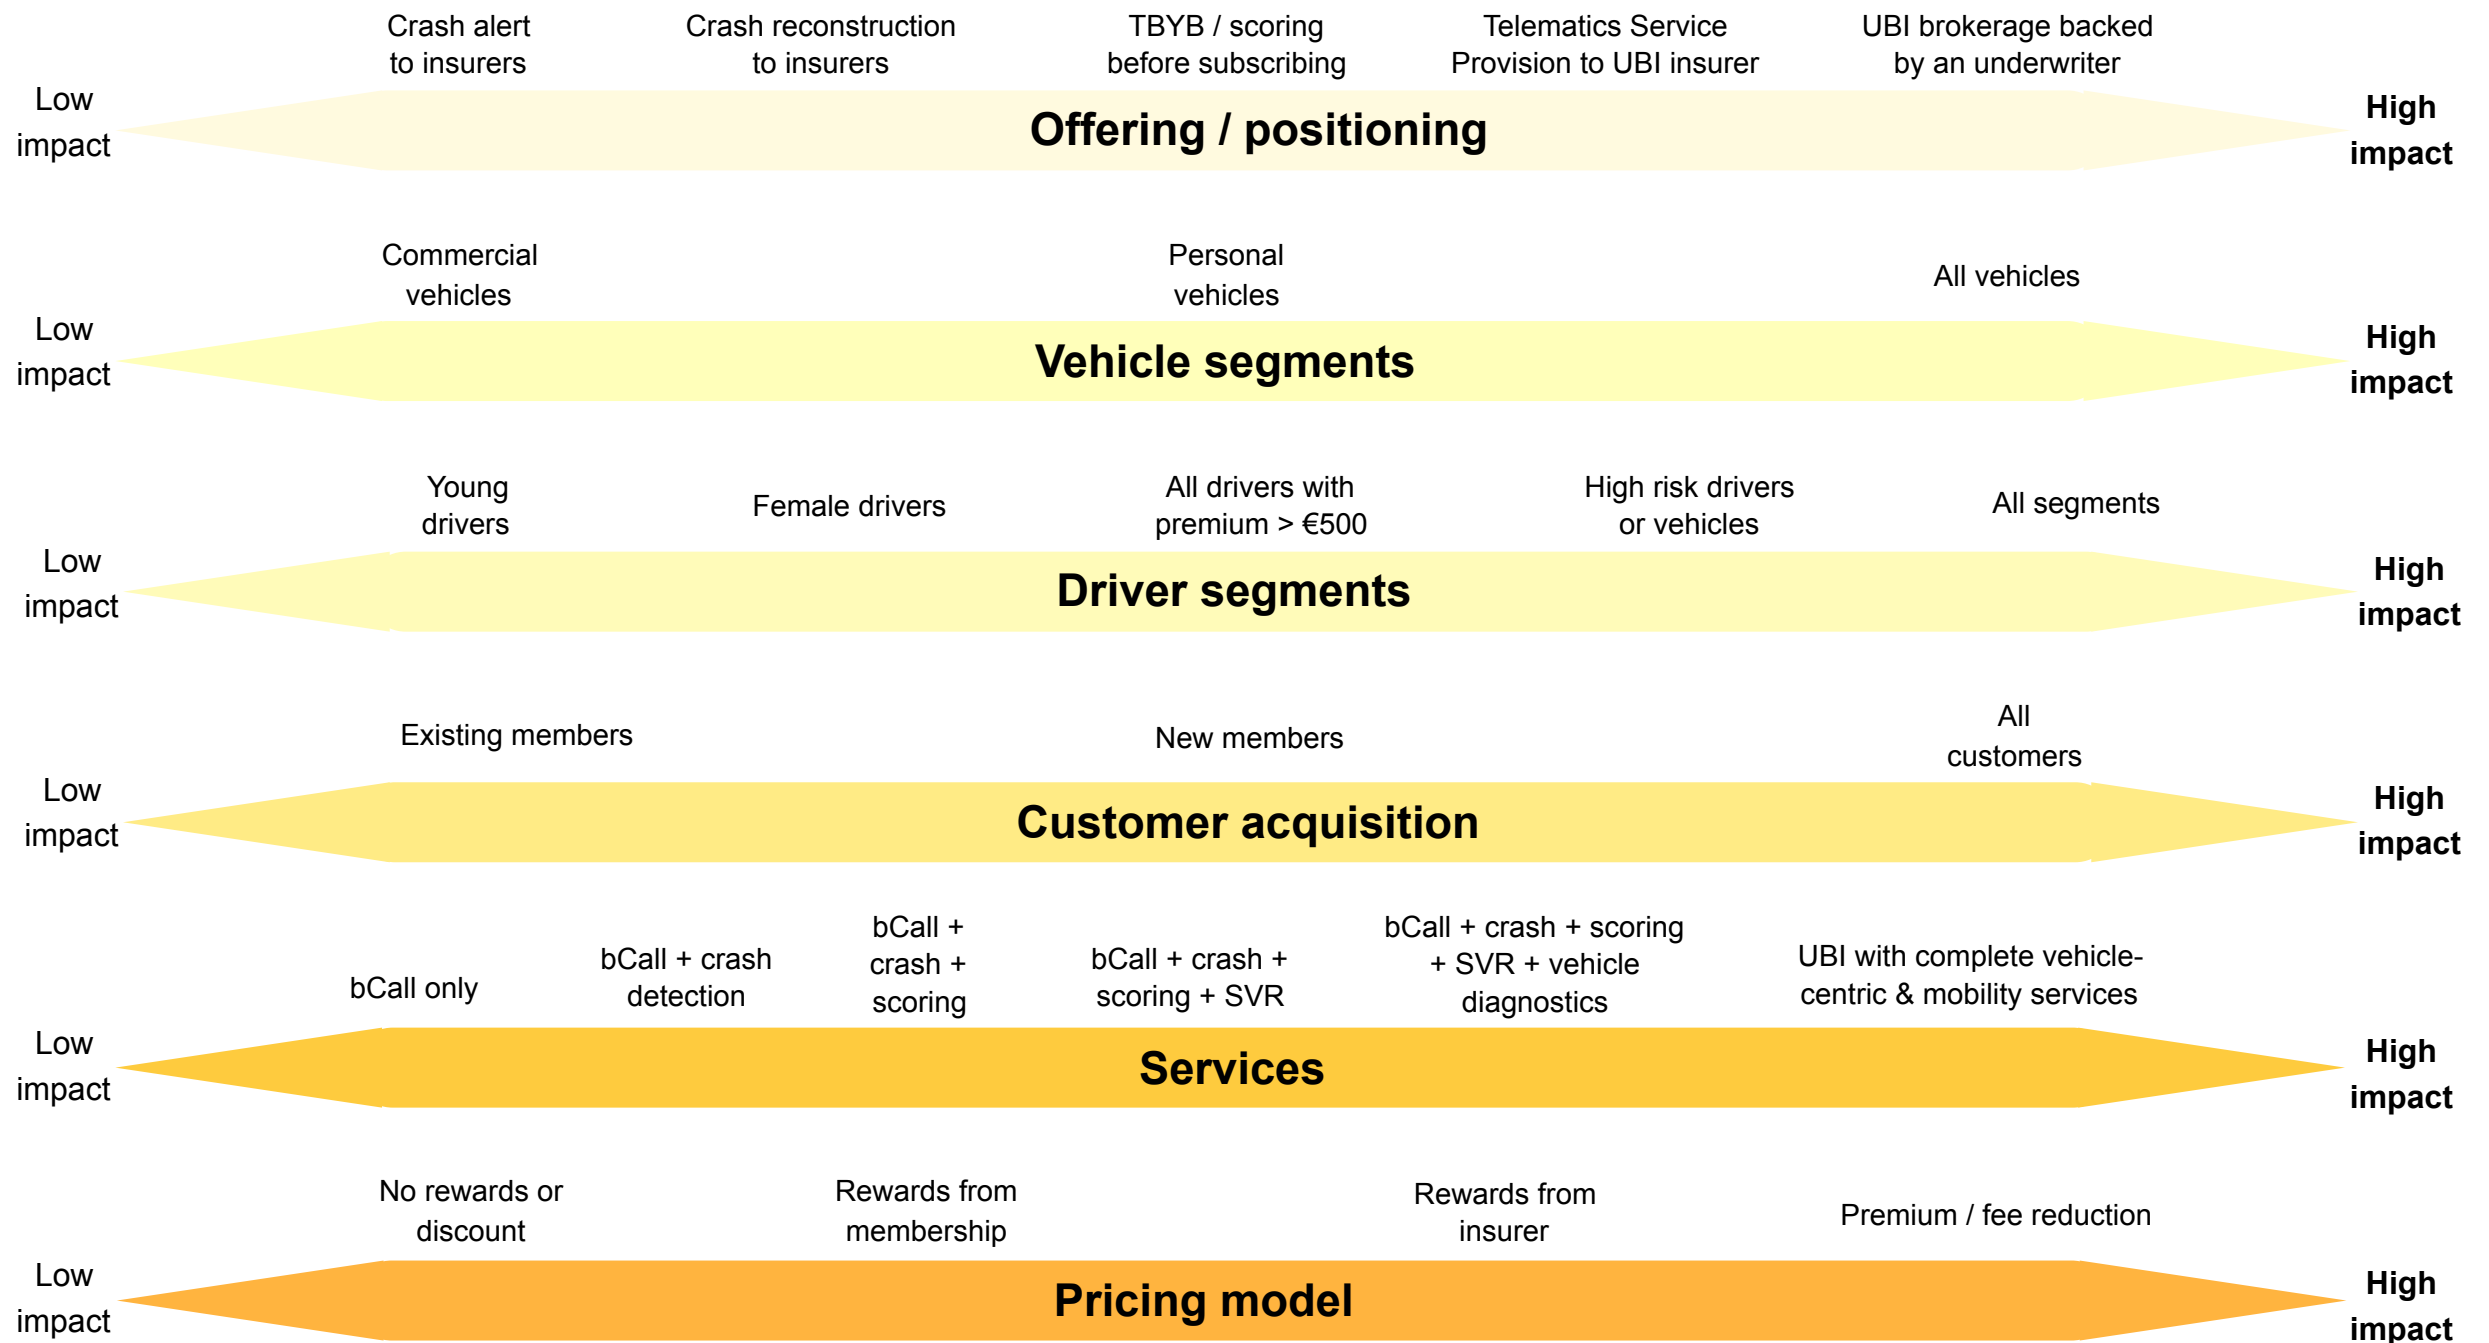 Crash alert
to insurers
Crash reconstruction
to insurers
TBYB / scoring
before subscribing
Telematics Service
Provision to UBI insurer
UBI brokerage backed
by an underwriter
Low
impact
Offering / positioning
High
impact
Commercial
vehicles
Personal
vehicles
All vehicles
Low
impact
Vehicle segments
High
impact
Young
drivers
Female drivers
All drivers with
premium > €500
High risk drivers
or vehicles
All segments
Low
impact
Driver segments
High
impact
Existing members
New members
All
customers
Low
impact
Customer acquisition
High
impact
bCall only
bCall + crash
detection
bCall +
crash +
scoring
bCall + crash +
scoring + SVR
bCall + crash + scoring
+ SVR + vehicle
diagnostics
UBI with complete vehicle-
centric & mobility services
Low
impact
Services
High
impact
No rewards or
discount
Rewards from
membership
Rewards from
insurer
Premium / fee reduction
Low
impact
Pricing model
High
impact